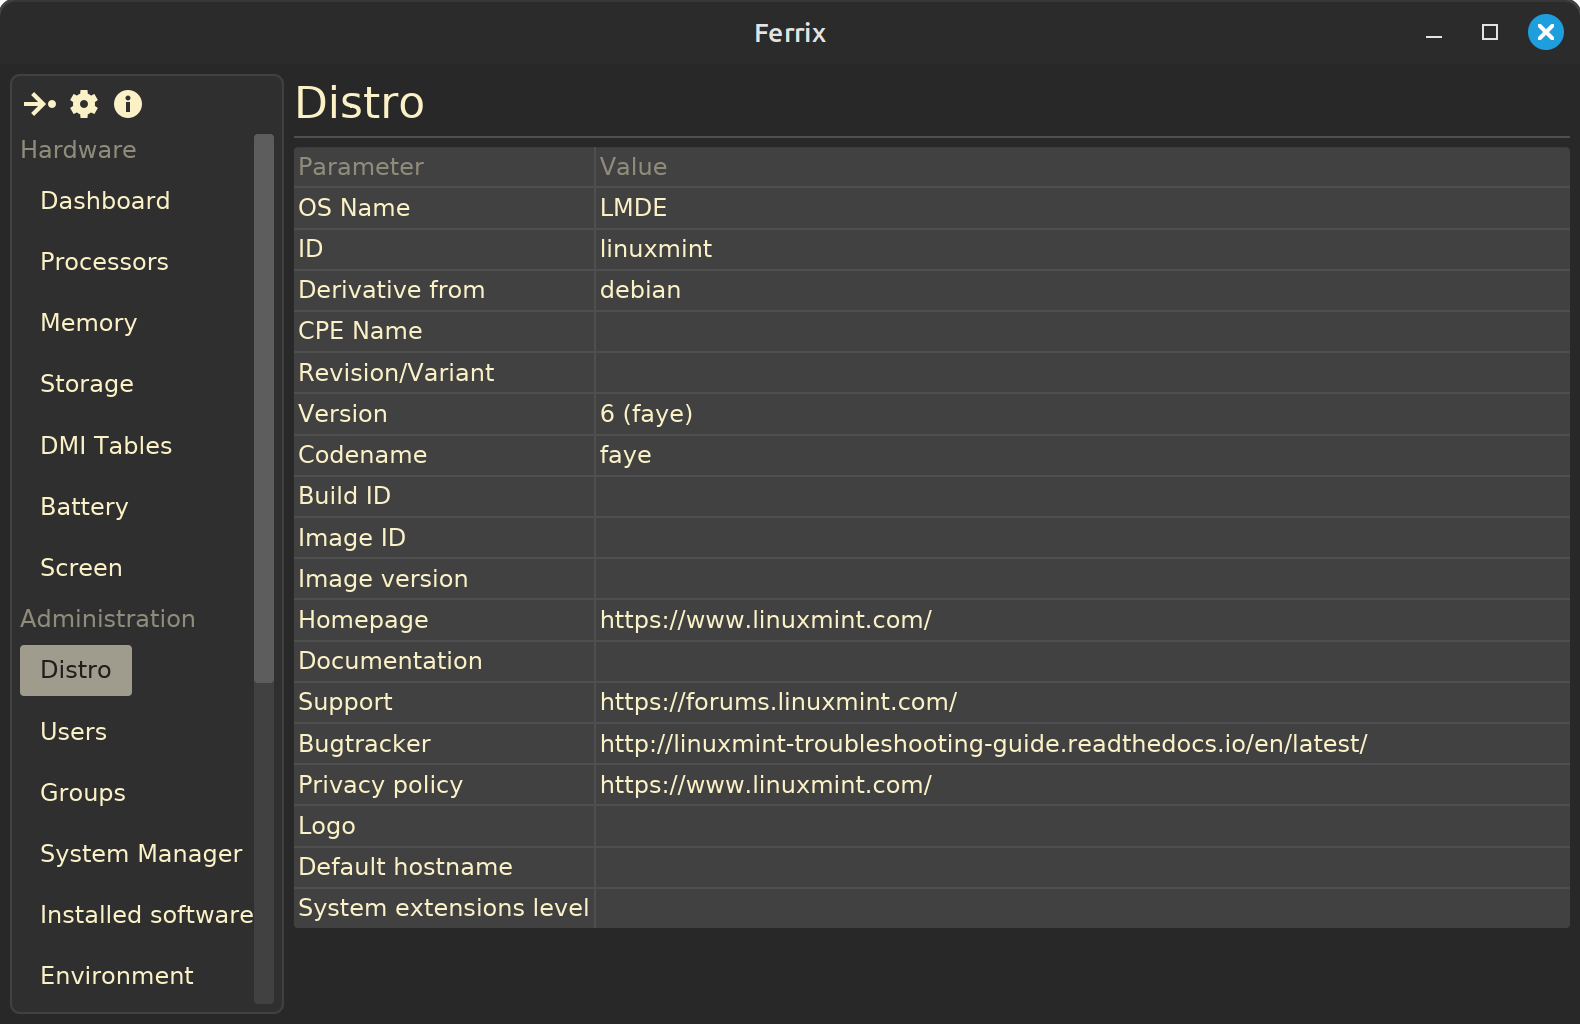 Ferrix
Hardware
Dashboard
Processors
Memory
Storage
DMI Tables
Battery
Screen
Administration
Distro
Users
Groups
System Manager
Installed software
Environment
Distro
Parameter Value
OS Name LMDE
ID linuxmint
Derivative from debian
CPE Name
Revision/Variant
Version 6 (faye)
Codename faye
Build ID
Image ID
Image version
Homepage https://www.linuxmint.com/
Documentation
Support https://forums.linuxmint.com/
Bugtracker http://linuxmint-troubleshooting-guide.readthedocs.io/en/latest/
Privacy policy https://www.linuxmint.com/
Logo
Default hostname
System extensions level